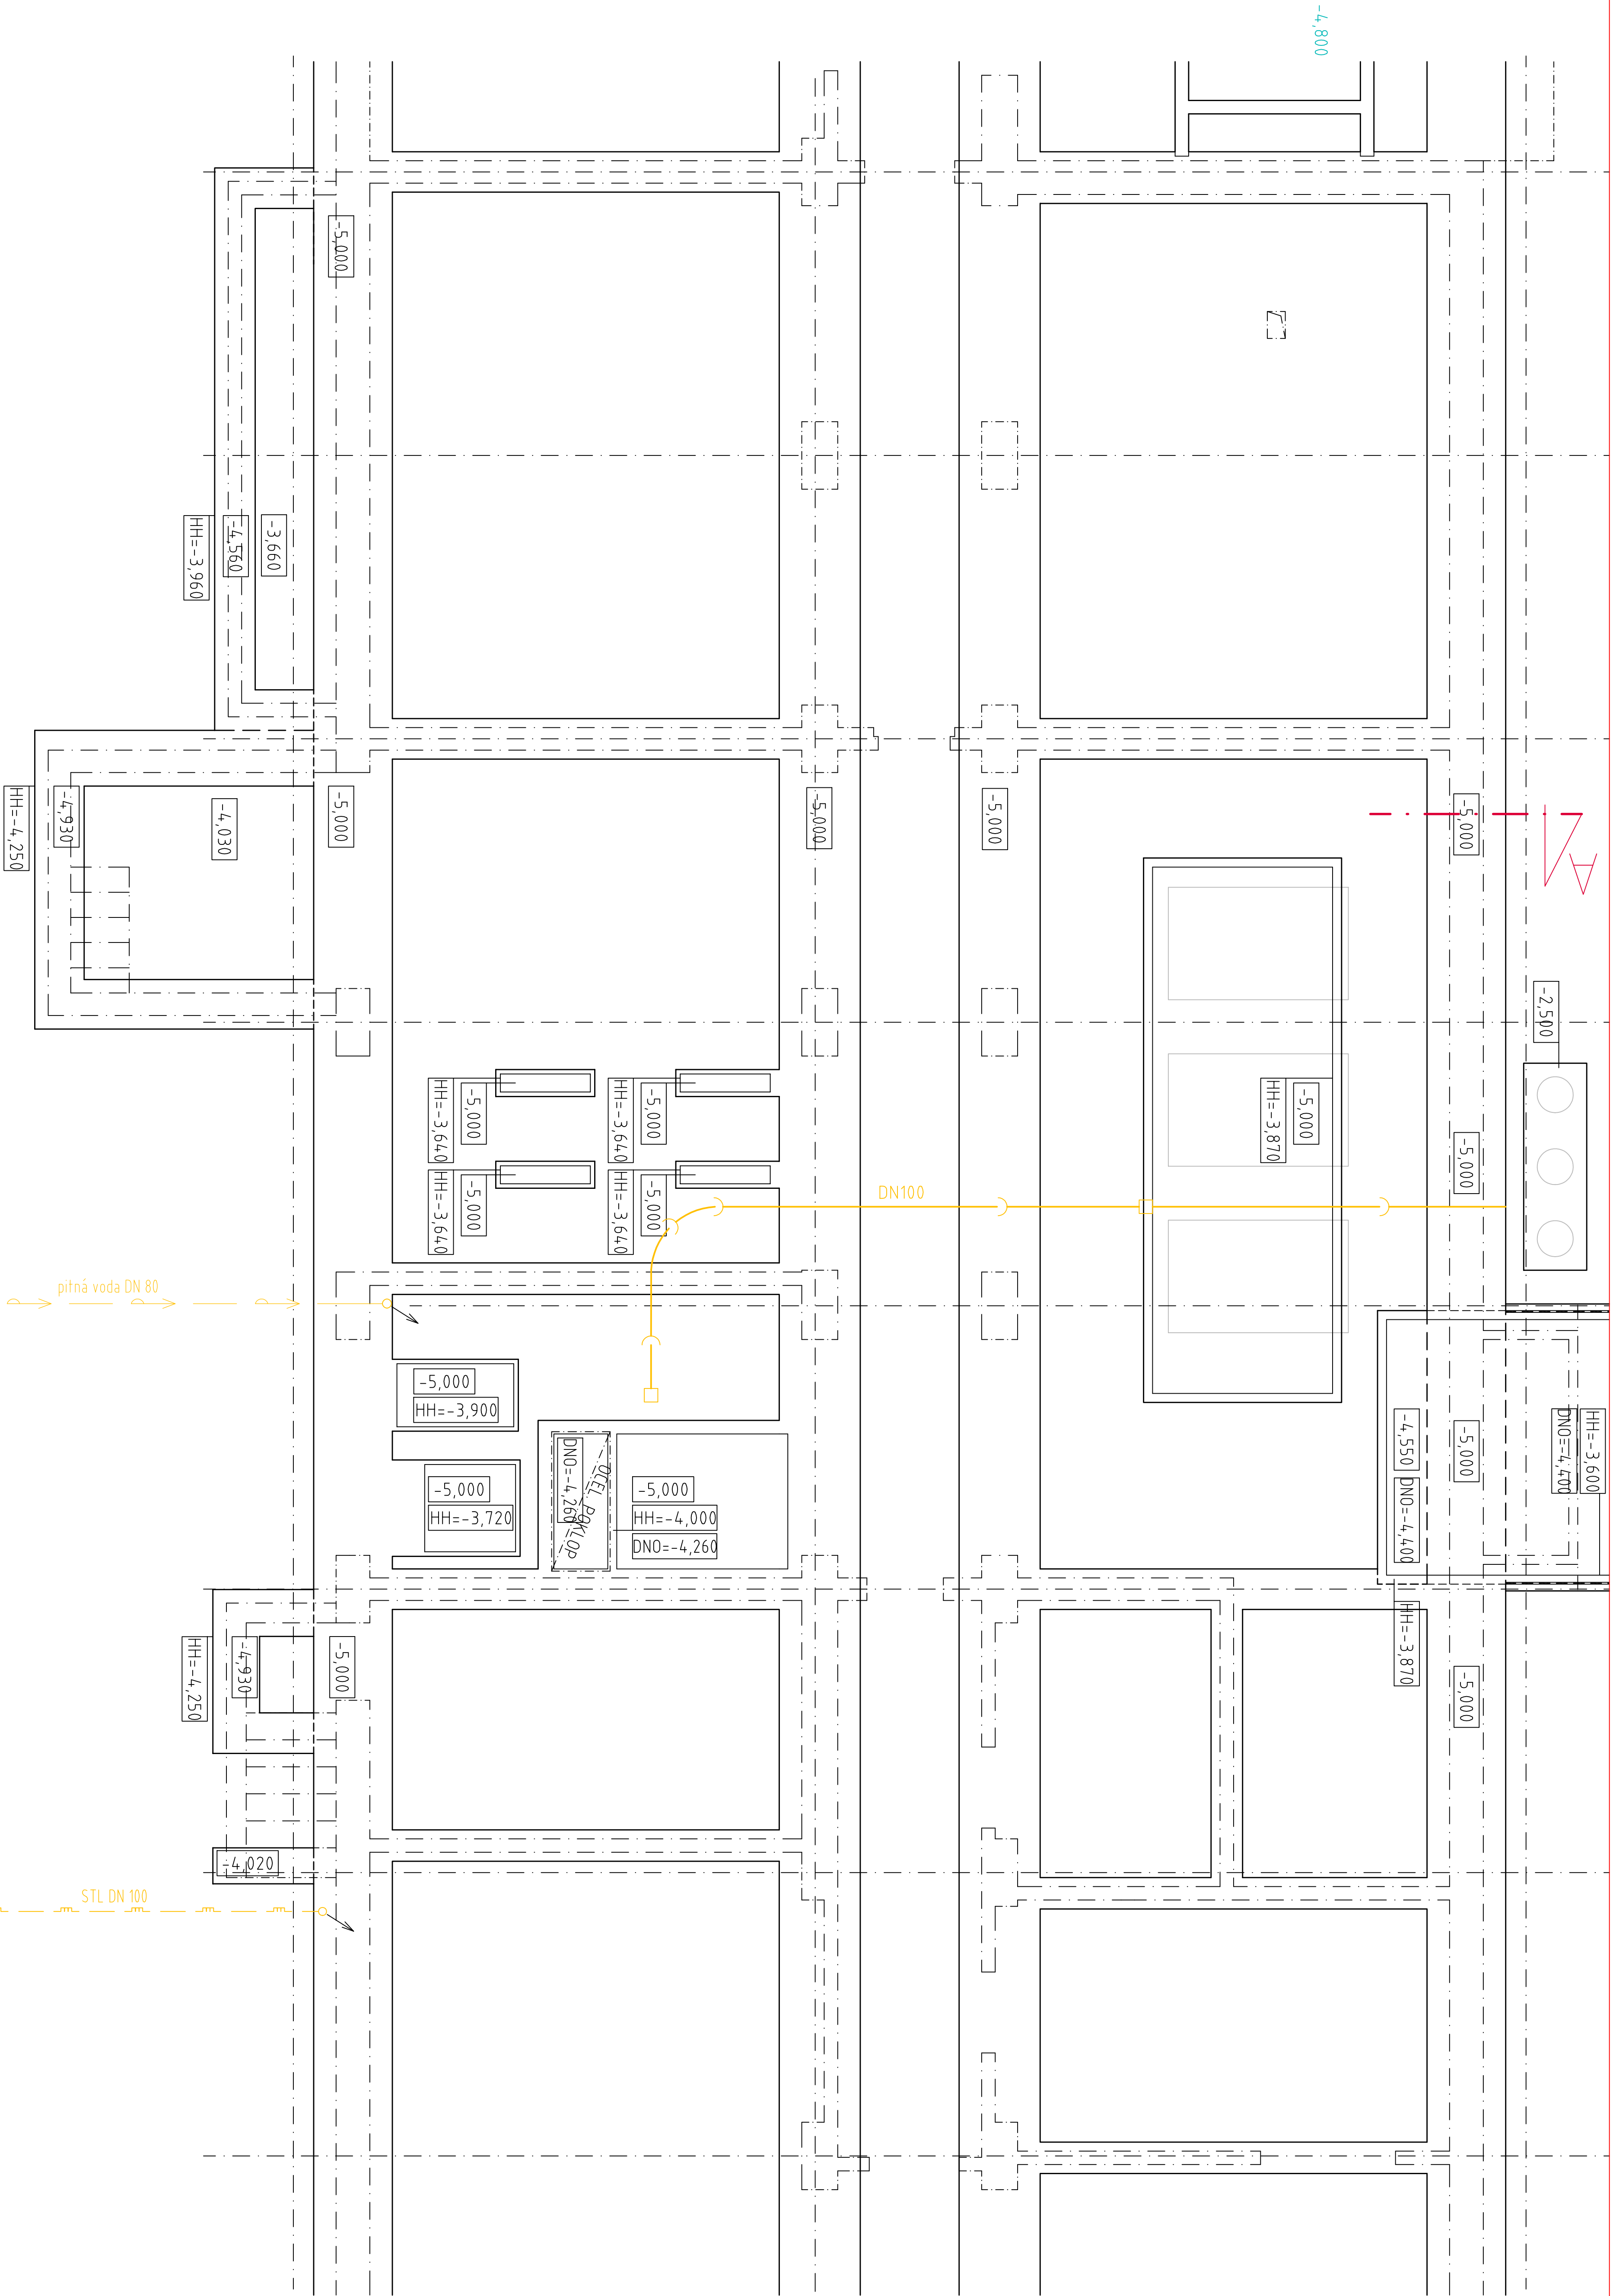 -4,800
-5,000
HH=-3,960
-4,560
-3,660
HH=-4,250
-4,930
-4,030
-5,000
-5,000
-5,000
-5,000
A
-2,500
HH=-3,640
-5,000
HH=-3,640
-5,000
HH=-3,870
-5,000
-5,000
HH=-3,640
-5,000
HH=-3,640
-5,000
DN100
pitná voda DN 80
-5,000
HH=-3,900
-5,000
HH=-3,720
DNO=-4,260
OCEL. POKLOP
-5,000
HH=-4,000
DNO=-4,260
-4,550
DNO=-4,400
-5,000
DNO=-4,400
HH=-3,600
HH=-3,870
-5,000
HH=-4,250
-4,930
-5,000
-4,020
STL DN 100